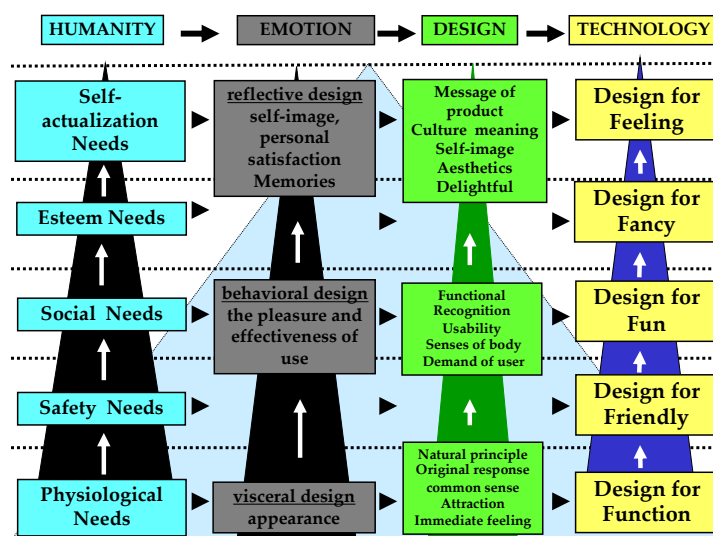 HUMANITY
EMOTION
DESIGN
TECHNOLOGY
Self-
actualization
Needs
reflective design
self-image,
personal
satisfaction
Memories
Message of
product
Culture meaning
Self-image
Aesthetics
Delightful
Design for
Feeling
Esteem Needs
Design for
Fancy
Social Needs
behavioral design
the pleasure and
effectiveness of
use
Functional
Recognition
Usability
Senses of body
Demand of user
Design for
Fun
Safety Needs
Design for
Friendly
Physiological
Needs
visceral design
appearance
Natural principle
Original response
common sense
Attraction
Immediate feeling
Design for
Function